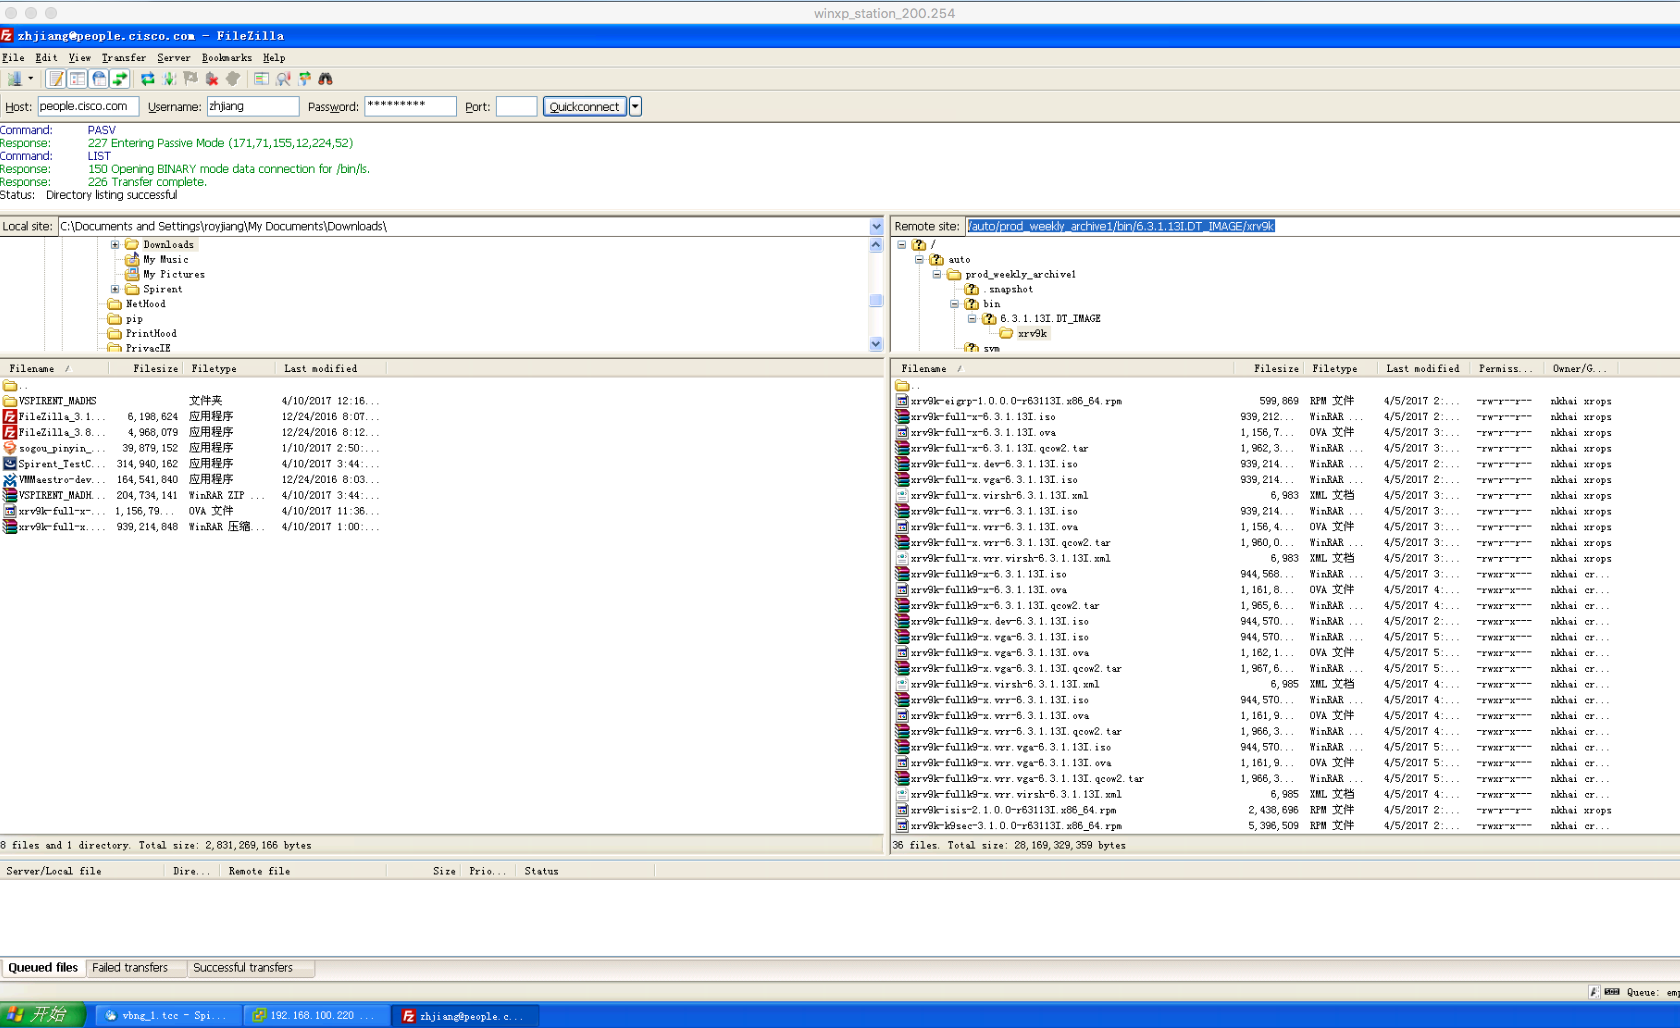 winxp_station_200.254
zhjiang@people.cisco.com - FileZilla
File Edit View Transfer Server Bookmarks Help
Host: people.cisco.com Username: zhjiang Password: ********* Port: Quickconnect
Command: PASV
Response: 227 Entering Passive Mode (171,71,155,12,224,52)
Command: LIST
Response: 150 Opening BINARY mode data connection for /bin/ls.
Response: 226 Transfer complete.
Status: Directory listing successful
Local site: C:\Documents and Settings\royjiang\My Documents\Downloads\
Downloads
My Music
My Pictures
Spirent
NetHood
pip
PrintHood
PrivacIE
Filename Filesize Filetype Last modified
..
VSPIRENT_MADHS 文件夹 4/10/2017 12:16...
FileZilla_3.1... 6,198,624 应用程序 12/24/2016 8:07...
FileZilla_3.8... 4,968,079 应用程序 12/24/2016 8:12...
sogou_pinyin_... 39,879,152 应用程序 1/10/2017 2:50:...
Spirent_TestC... 314,940,162 应用程序 4/10/2017 3:44:...
VMMaestro-dev... 164,541,840 应用程序 12/24/2016 8:03...
VSPIRENT_MADH... 204,734,141 WinRAR ZIP ... 4/10/2017 3:44:...
xrv9k-full-x-... 1,156,79... OVA 文件 4/10/2017 11:36...
xrv9k-full-x.... 939,214,848 WinRAR 压缩... 4/10/2017 1:00:...
8 files and 1 directory. Total size: 2,831,269,166 bytes
Remote site: /auto/prod_weekly_archive1/bin/6.3.1.13I.DT_IMAGE/xrv9k
/
auto
prod_weekly_archive1
.snapshot
bin
6.3.1.13I.DT_IMAGE
xrv9k
sym
Filename Filesize Filetype Last modified Permiss... Owner/G...
..
xrv9k-eigrp-1.0.0.0-r63113I.x86_64.rpm 599,869 RPM 文件 4/5/2017 2:... -rw-r--r-- nkhai xrops
xrv9k-full-x-6.3.1.13I.iso 939,212... WinRAR ... 4/5/2017 2:... -rw-r--r-- nkhai xrops
xrv9k-full-x-6.3.1.13I.ova 1,156,7... OVA 文件 4/5/2017 3:... -rw-r--r-- nkhai xrops
xrv9k-full-x-6.3.1.13I.qcow2.tar 1,962,3... WinRAR ... 4/5/2017 3:... -rw-r--r-- nkhai xrops
xrv9k-full-x.dev-6.3.1.13I.iso 939,214... WinRAR ... 4/5/2017 2:... -rw-r--r-- nkhai xrops
xrv9k-full-x.vga-6.3.1.13I.iso 939,214... WinRAR ... 4/5/2017 2:... -rw-r--r-- nkhai xrops
xrv9k-full-x.virsh-6.3.1.13I.xml 6,983 XML 文档 4/5/2017 3:... -rw-r--r-- nkhai xrops
xrv9k-full-x.vrr-6.3.1.13I.iso 939,214... WinRAR ... 4/5/2017 3:... -rw-r--r-- nkhai xrops
xrv9k-full-x.vrr-6.3.1.13I.ova 1,156,4... OVA 文件 4/5/2017 3:... -rw-r--r-- nkhai xrops
xrv9k-full-x.vrr-6.3.1.13I.qcow2.tar 1,960,0... WinRAR ... 4/5/2017 3:... -rw-r--r-- nkhai xrops
xrv9k-full-x.vrr.virsh-6.3.1.13I.xml 6,983 XML 文档 4/5/2017 3:... -rw-r--r-- nkhai xrops
xrv9k-fullk9-x-6.3.1.13I.iso 944,568... WinRAR ... 4/5/2017 3:... -rwxr-x--- nkhai cr...
xrv9k-fullk9-x-6.3.1.13I.ova 1,161,8... OVA 文件 4/5/2017 4:... -rwxr-x--- nkhai cr...
xrv9k-fullk9-x-6.3.1.13I.qcow2.tar 1,965,6... WinRAR ... 4/5/2017 4:... -rwxr-x--- nkhai cr...
xrv9k-fullk9-x.dev-6.3.1.13I.iso 944,570... WinRAR ... 4/5/2017 2:... -rwxr-x--- nkhai cr...
xrv9k-fullk9-x.vga-6.3.1.13I.iso 944,570... WinRAR ... 4/5/2017 5:... -rwxr-x--- nkhai cr...
xrv9k-fullk9-x.vga-6.3.1.13I.ova 1,162,1... OVA 文件 4/5/2017 5:... -rwxr-x--- nkhai cr...
xrv9k-fullk9-x.vga-6.3.1.13I.qcow2.tar 1,967,6... WinRAR ... 4/5/2017 5:... -rwxr-x--- nkhai cr...
xrv9k-fullk9-x.virsh-6.3.1.13I.xml 6,985 XML 文档 4/5/2017 4:... -rwxr-x--- nkhai cr...
xrv9k-fullk9-x.vrr-6.3.1.13I.iso 944,570... WinRAR ... 4/5/2017 4:... -rwxr-x--- nkhai cr...
xrv9k-fullk9-x.vrr-6.3.1.13I.ova 1,161,9... OVA 文件 4/5/2017 4:... -rwxr-x--- nkhai cr...
xrv9k-fullk9-x.vrr-6.3.1.13I.qcow2.tar 1,966,3... WinRAR ... 4/5/2017 4:... -rwxr-x--- nkhai cr...
xrv9k-fullk9-x.vrr.vga-6.3.1.13I.iso 944,570... WinRAR ... 4/5/2017 5:... -rwxr-x--- nkhai cr...
xrv9k-fullk9-x.vrr.vga-6.3.1.13I.ova 1,161,9... OVA 文件 4/5/2017 5:... -rwxr-x--- nkhai cr...
xrv9k-fullk9-x.vrr.vga-6.3.1.13I.qcow2.tar 1,966,3... WinRAR ... 4/5/2017 5:... -rwxr-x--- nkhai cr...
xrv9k-fullk9-x.vrr.virsh-6.3.1.13I.xml 6,985 XML 文档 4/5/2017 4:... -rwxr-x--- nkhai cr...
xrv9k-isis-2.1.0.0-r63113I.x86_64.rpm 2,438,696 RPM 文件 4/5/2017 2:... -rw-r--r-- nkhai xrops
xrv9k-k9sec-3.1.0.0-r63113I.x86_64.rpm 5,396,509 RPM 文件 4/5/2017 2:... -rwxr-x--- nkhai cr...
36 files. Total size: 28,169,329,359 bytes
Server/Local file Dire... Remote file Size Prio... Status
Queued files Failed transfers Successful transfers
Queue: emp
开始 vbng_1.tcc - Spi... 192.168.100.220 ... zhjiang@people.c...